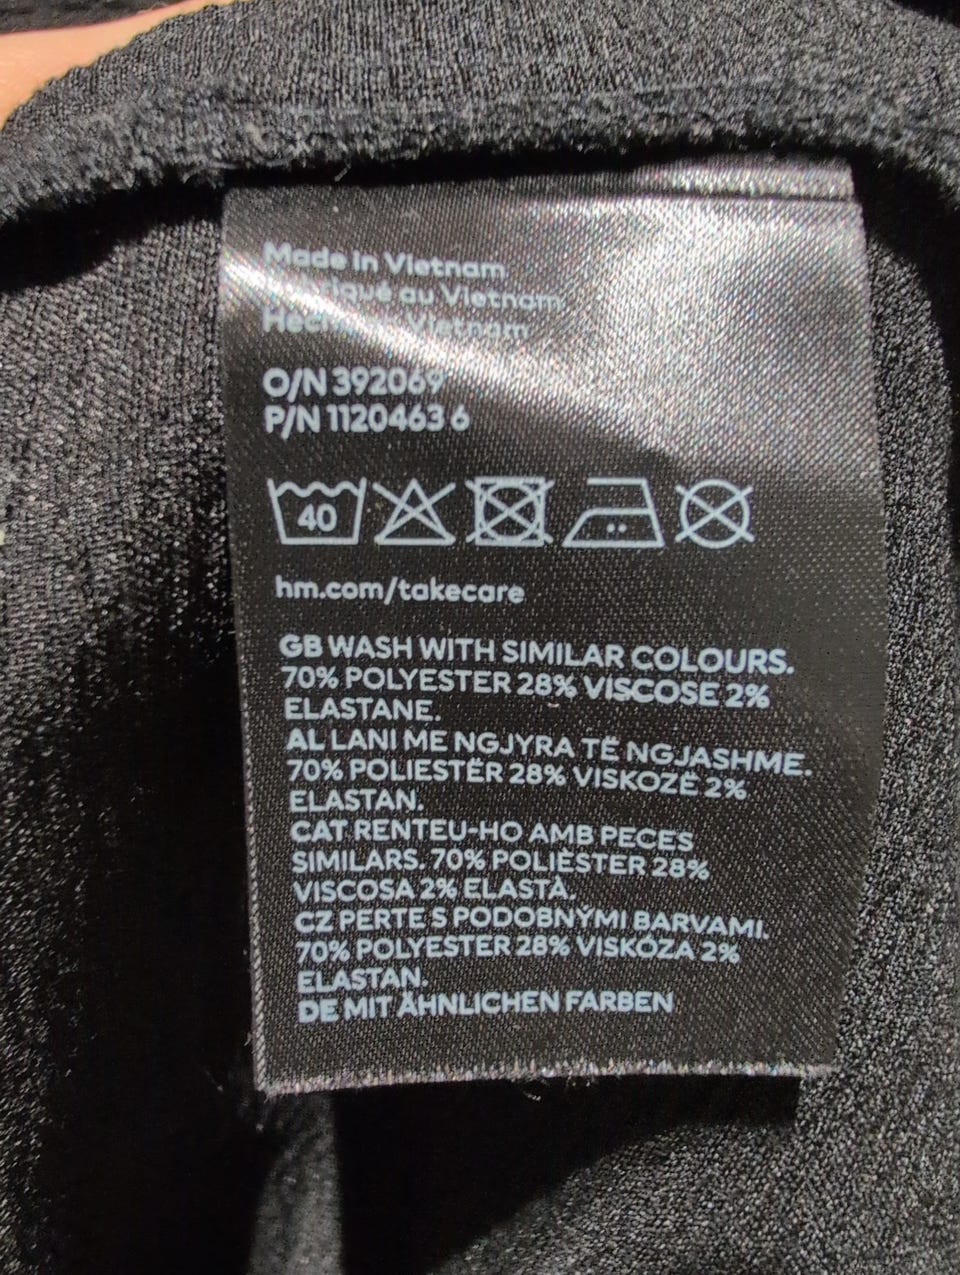 Made in Vietnam
au Vietnam
Vietnam
O/N 392069
P/N 1120463 6
40
hm.com/takecare
GB WASH WITH SIMILAR COLOURS.
70% POLYESTER 28% VISCOSE 2%
ELASTANE.
AL LANI ME NGJYRA TË NGJASHME.
70% POLIESTËR 28% VISKOZË 2%
ELASTAN.
CAT RENTEU-HO AMB PECES
SIMILARS. 70% POLIÈSTER 28%
VISCOSA 2% ELASTÀ.
CZ PERTE S PODOBNÝMI BARVAMI.
70% POLYESTER 28% VISKÓZA 2%
ELASTAN.
DE MIT ÄHNLICHEN FARBEN